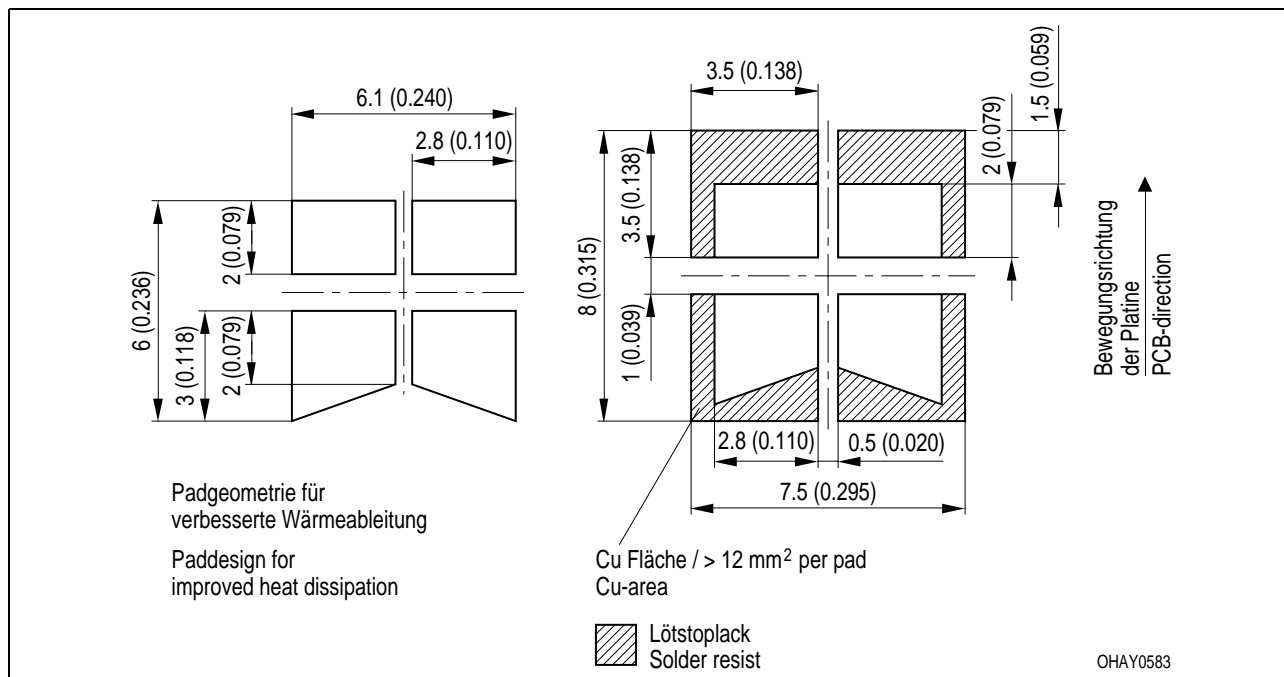 6.1 (0.240)
2.8 (0.110)
6 (0.236)
2 (0.079)
3 (0.118)
2 (0.079)
Padgeometrie für
verbesserte Wärmeableitung
Paddesign for
improved heat dissipation
3.5 (0.138)
1.5 (0.059)
2 (0.079)
8 (0.315)
3.5 (0.138)
1 (0.039)
2.8 (0.110)
0.5 (0.020)
7.5 (0.295)
Cu Fläche / > 12 mm² per pad
Cu-area
Lötstoplack
Solder resist
Bewegungsrichtung
der Platine
PCB-direction
OHAY0583